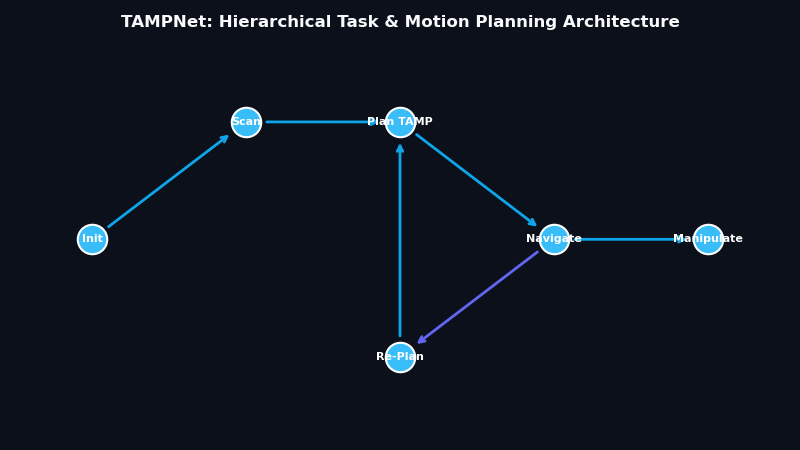 TAMPNet: Hierarchical Task & Motion Planning Architecture
Scan
Plan TAMP
Init
Navigate
Manipulate
Re-Plan